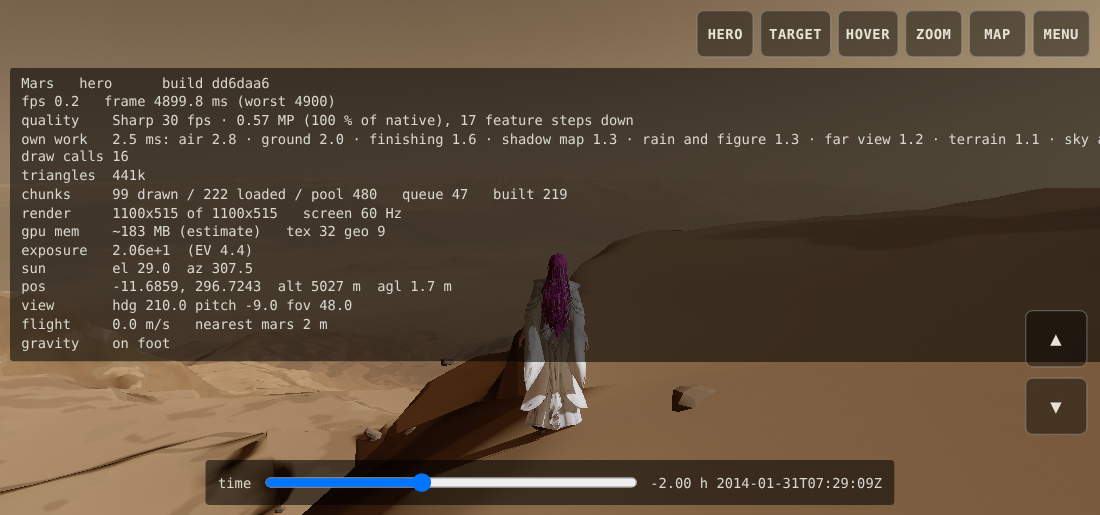 HERO TARGET HOVER ZOOM MAP MENU
Mars hero build dd6daa6
fps 0.2 frame 4899.8 ms (worst 4900)
quality Sharp 30 fps · 0.57 MP (100 % of native), 17 feature steps down
own work 2.5 ms: air 2.8 · ground 2.0 · finishing 1.6 · shadow map 1.3 · rain and figure 1.3 · far view 1.2 · terrain 1.1 · sky
draw calls 16
triangles 441k
chunks 99 drawn / 222 loaded / pool 480 queue 47 built 219
render 1100x515 of 1100x515 screen 60 Hz
gpu mem ~183 MB (estimate) tex 32 geo 9
exposure 2.06e+1 (EV 4.4)
sun el 29.0 az 307.5
pos -11.6859, 296.7243 alt 5027 m agl 1.7 m
view hdg 210.0 pitch -9.0 fov 48.0
flight 0.0 m/s nearest mars 2 m
gravity on foot
▲
▼
time -2.00 h 2014-01-31T07:29:09Z